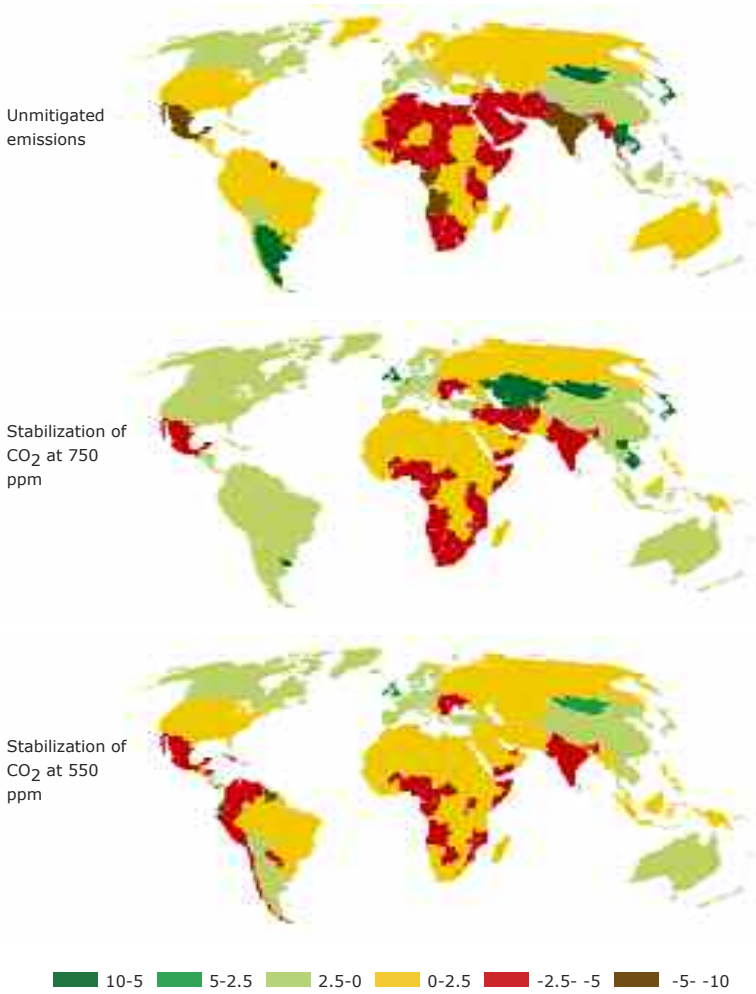 Unmitigated
emissions
Stabilization of
CO2 at 750
ppm
Stabilization of
CO2 at 550
ppm
10-5 5-2.5 2.5-0 0-2.5 -2.5- -5 -5- -10